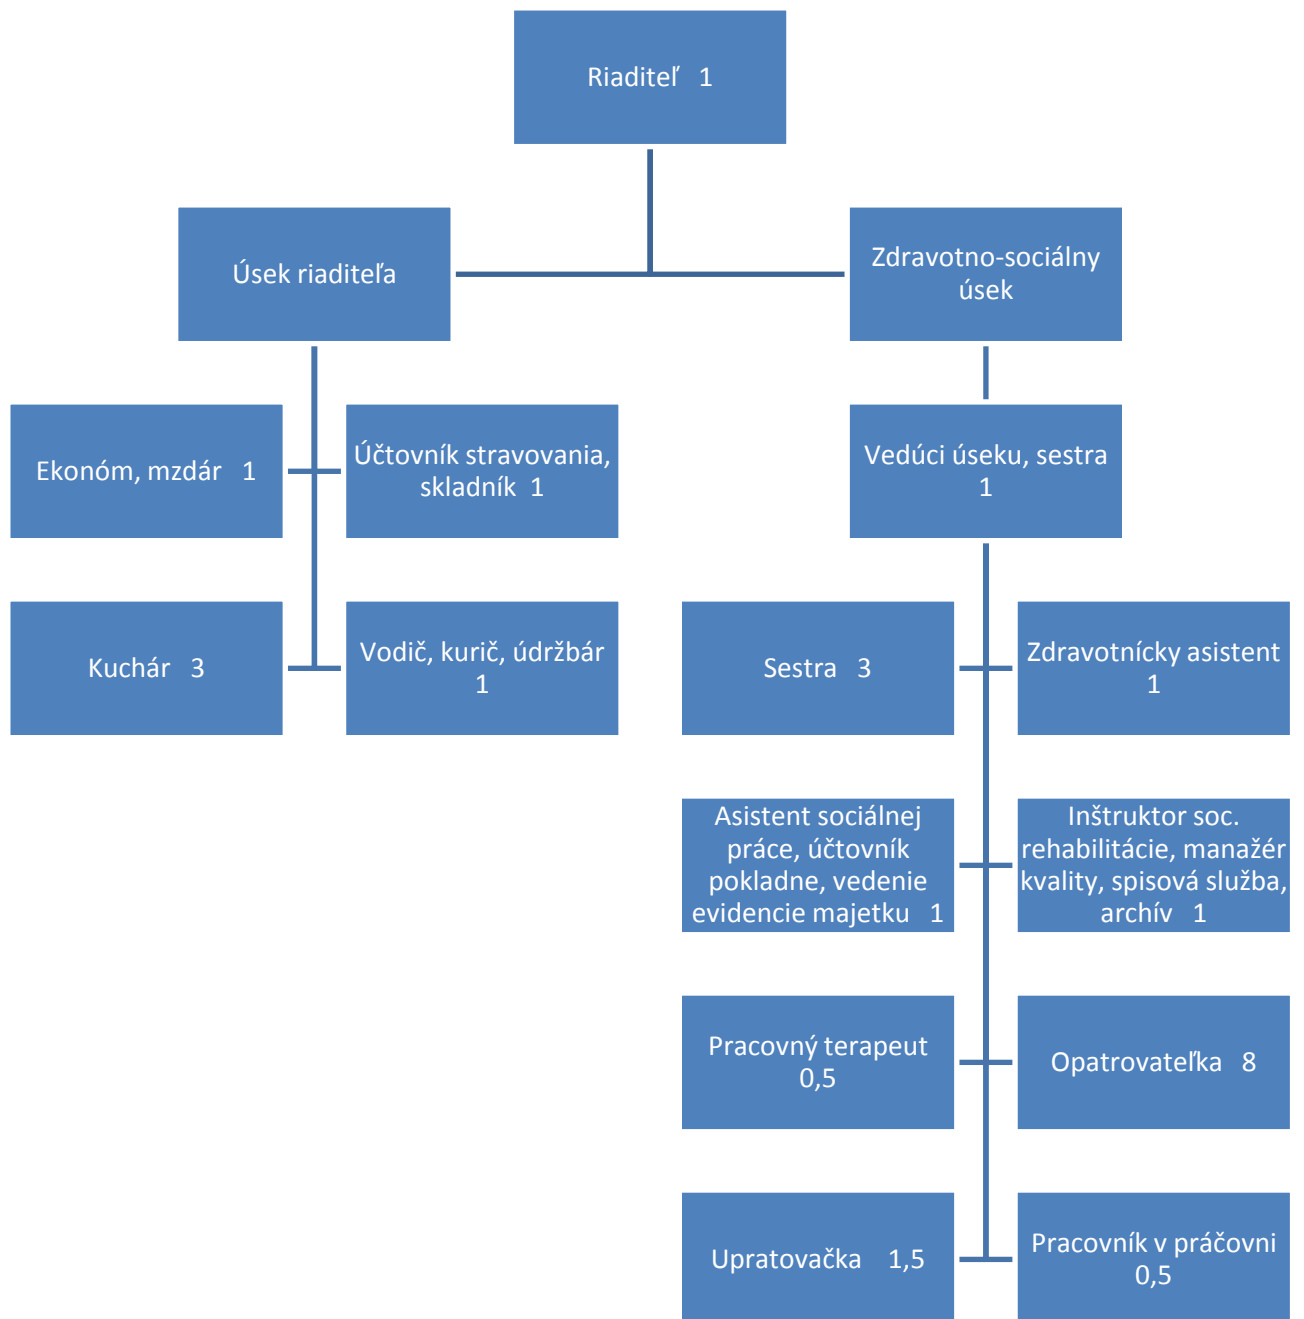 Riaditeľ 1
Úsek riaditeľa
Zdravotno-sociálny
úsek
Ekonóm, mzdár 1
Účtovník stravovania,
skladník 1
Vedúci úseku, sestra
1
Kuchár 3
Vodič, kurič, údržbár
1
Sestra 3
Zdravotnícky asistent
1
Asistent sociálnej
práce, účtovník
pokladne, vedenie
evidencie majetku 1
Inštruktor soc.
rehabilitácie, manažér
kvality, spisová služba,
archív 1
Pracovný terapeut
0,5
Opatrovateľka 8
Upratovačka 1,5
Pracovník v práčovni
0,5